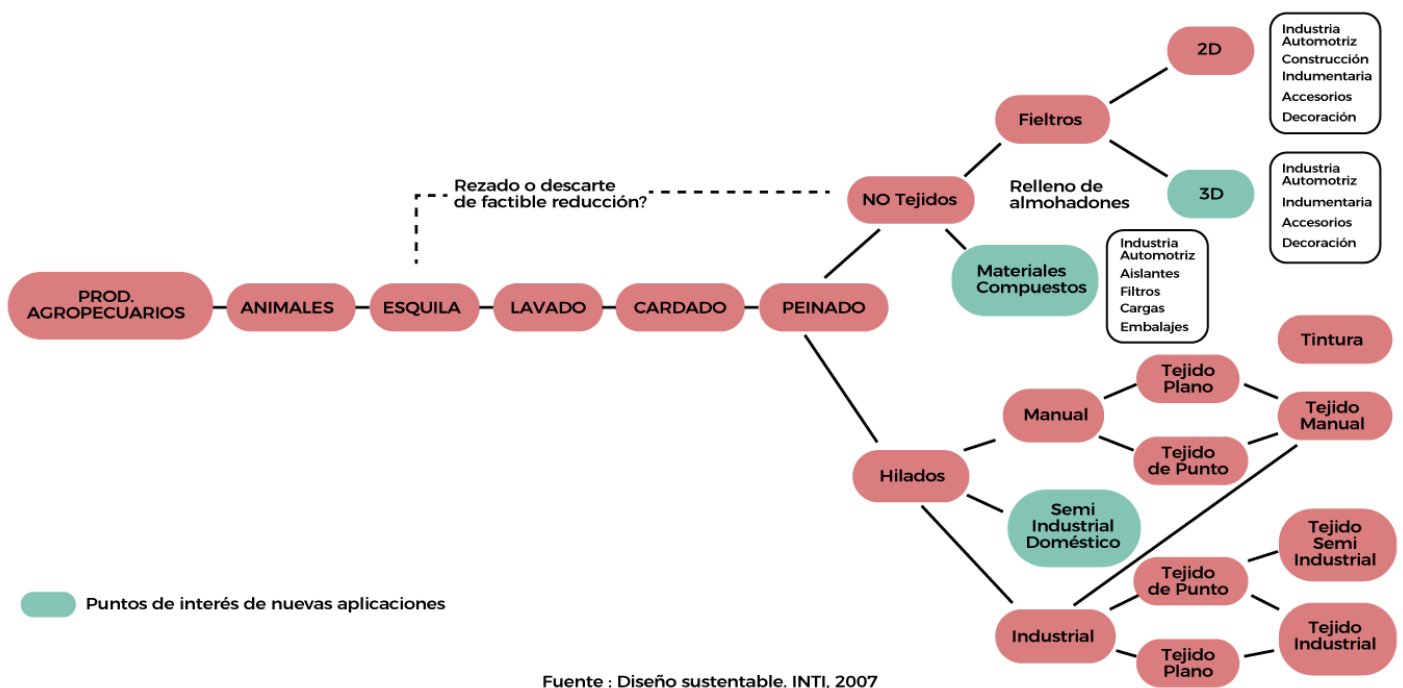 2D
Industria
Automotriz
Construcción
Indumentaria
Accesorios
Decoración
Fieltros
Rezado o descarte
de factible reducción?
NO Tejidos
Relleno de
almohadones
3D
Industria
Automotriz
Indumentaria
Accesorios
Decoración
Materiales
Compuestos
Industria
Automotriz
Aislantes
Filtros
Cargas
Embalajes
PROD.
AGROPECUARIOS
ANIMALES
ESQUILA
LAVADO
CARDADO
PEINADO
Tintura
Manual
Tejido
Plano
Tejido
Manual
Tejido
de Punto
Hilados
Semi
Industrial
Doméstico
Tejido
Semi
Industrial
Tejido
de Punto
Industrial
Tejido
Plano
Tejido
Industrial
Puntos de interés de nuevas aplicaciones
Fuente : Diseño sustentable. INTI, 2007